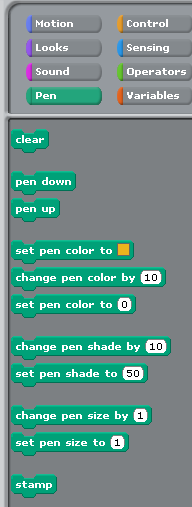 Motion Control
Looks Sensing
Sound Operators
Pen Variables
clear
pen down
pen up
set pen color to
change pen color by 10
set pen color to 0
change pen shade by 10
set pen shade to 50
change pen size by 1
set pen size to 1
stamp